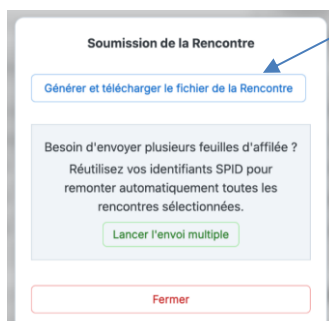 Soumission de la Rencontre
Générer et télécharger le fichier de la Rencontre
Besoin d'envoyer plusieurs feuilles d'affilée ?
Réutilisez vos identifiants SPID pour
remonter automatiquement toutes les
rencontres sélectionnées.
Lancer l'envoi multiple
Fermer